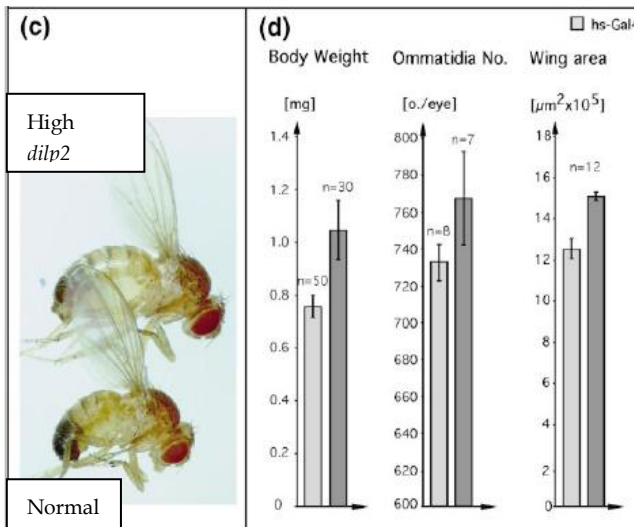 (c)
High
dilp2
Normal
(d)
hs-Gal4
Body Weight
Ommatidia No.
Wing area
[mg]
[o./eye]
[µm²x10⁵]
1.4
1.2
1.0
0.8
0.6
0.4
0.2
0
n=50
n=30
800
780
760
740
720
700
680
660
640
620
600
n=8
n=7
18
16
14
12
10
8
6
4
2
0
n=12